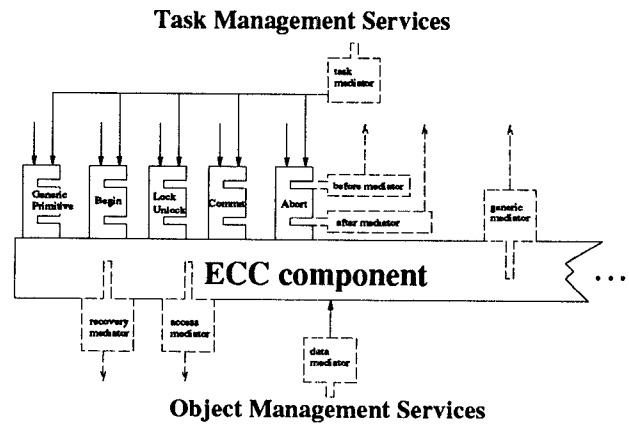 Task Management Services
task
mediator
Generic
Primitive
Begin
Lock
Unlock
Commit
Abort
before mediator
after mediator
generic
mediator
ECC component
...
recovery
mediator
access
mediator
data
mediator
Object Management Services